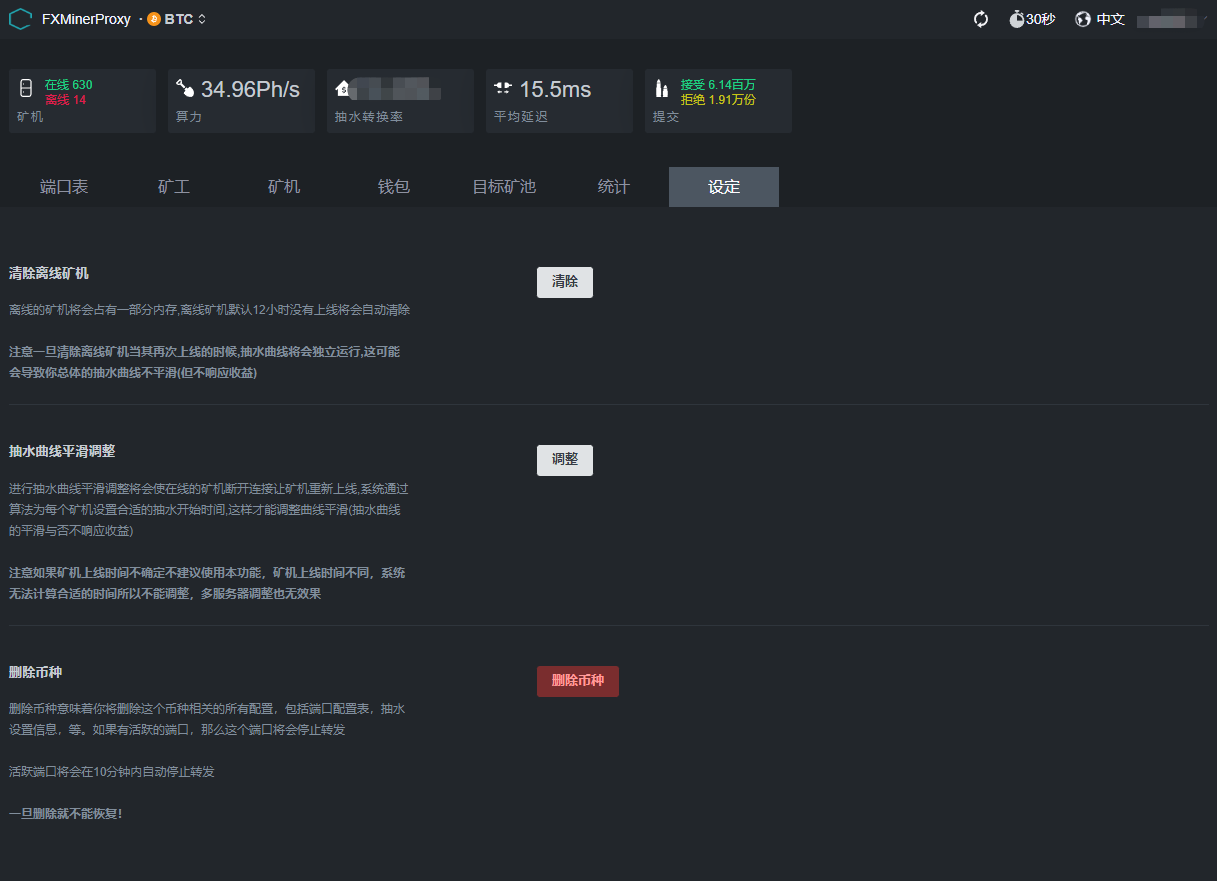 FXMinerProxy · BTC
30秒 中文
在线 630
离线 14
矿机
34.96Ph/s
算力
抽水转换率
15.5ms
平均延迟
接受 6.14百万
拒绝 1.91万份
提交
端口表 矿工 矿机 钱包 目标矿池 统计 设定
清除离线矿机
清除
离线的矿机将会占有一部分内存,离线矿机默认12小时没有上线将会自动清除
注意一旦清除离线矿机当其再次上线的时候,抽水曲线将会独立运行,这可能
会导致你总体的抽水曲线不平滑(但不响应收益)
抽水曲线平滑调整
调整
进行抽水曲线平滑调整将会使在线的矿机断开连接让矿机重新上线,系统通过
算法为每个矿机设置合适的抽水开始时间,这样才能调整曲线平滑(抽水曲线
的平滑与否不响应收益)
注意如果矿机上线时间不确定不建议使用本功能，矿机上线时间不同，系统
无法计算合适的时间所以不能调整，多服务器调整也无效果
删除币种
删除币种
删除币种意味着你将删除这个币种相关的所有配置，包括端口配置表，抽水
设置信息，等。如果有活跃的端口，那么这个端口将会停止转发
活跃端口将会在10分钟内自动停止转发
一旦删除就不能恢复！